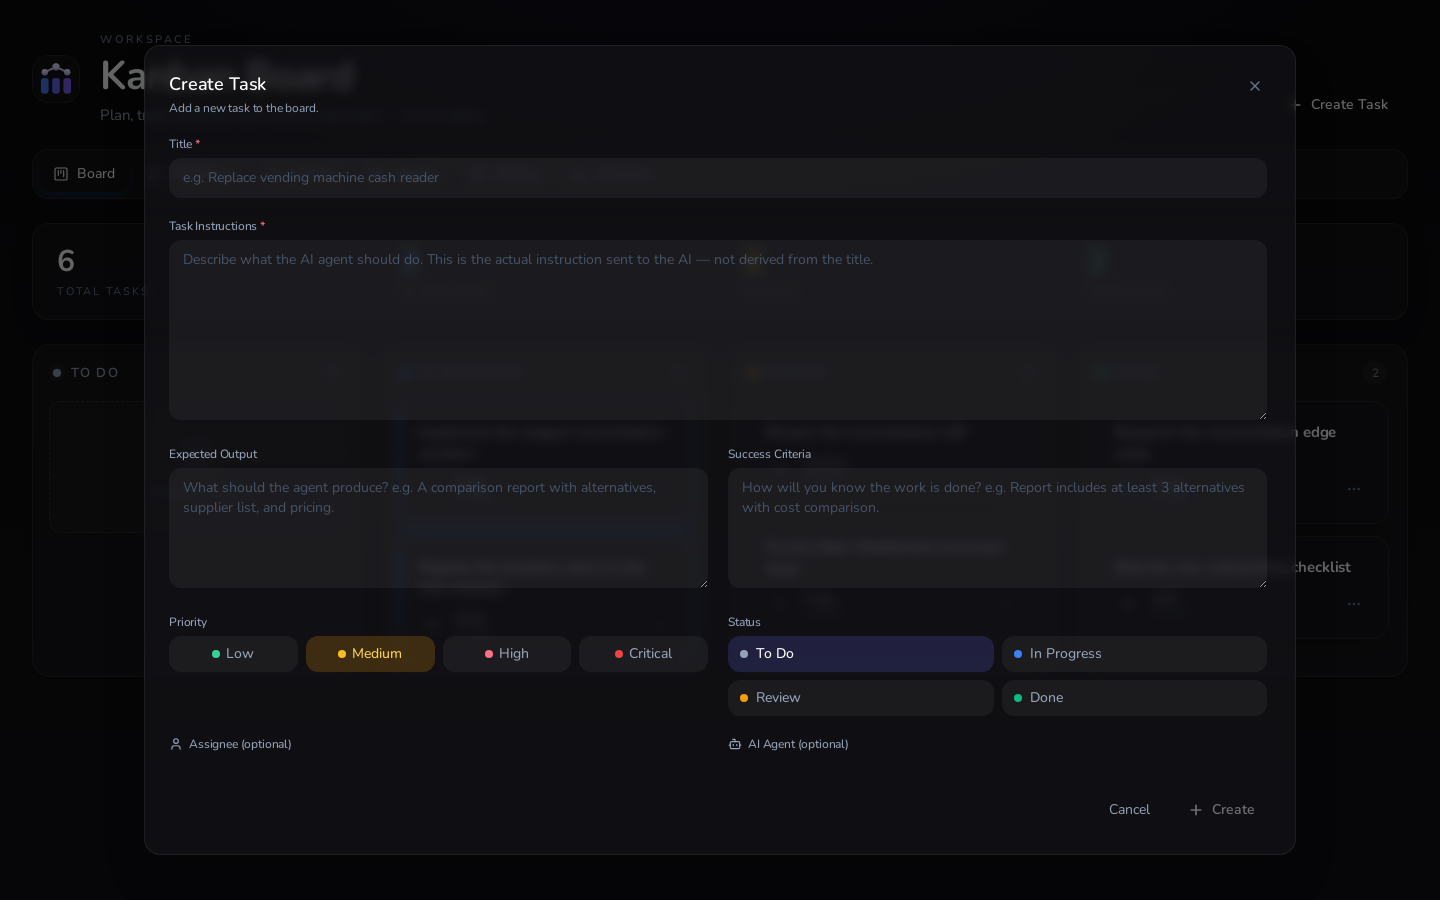 WORKSPACE
Create Task
Add a new task to the board.
Create Task
Board
Title *
e.g. Replace vending machine cash reader
Task Instructions *
Describe what the AI agent should do. This is the actual instruction sent to the AI — not derived from the title.
6
TOTAL TASKS
TO DO
2
Expected Output
What should the agent produce? e.g. A comparison report with alternatives,
supplier list, and pricing.
Success Criteria
How will you know the work is done? e.g. Report includes at least 3 alternatives
with cost comparison.
edge
checklist
Priority
Low
Medium
High
Critical
Status
To Do
In Progress
Review
Done
Assignee (optional)
AI Agent (optional)
Cancel
Create